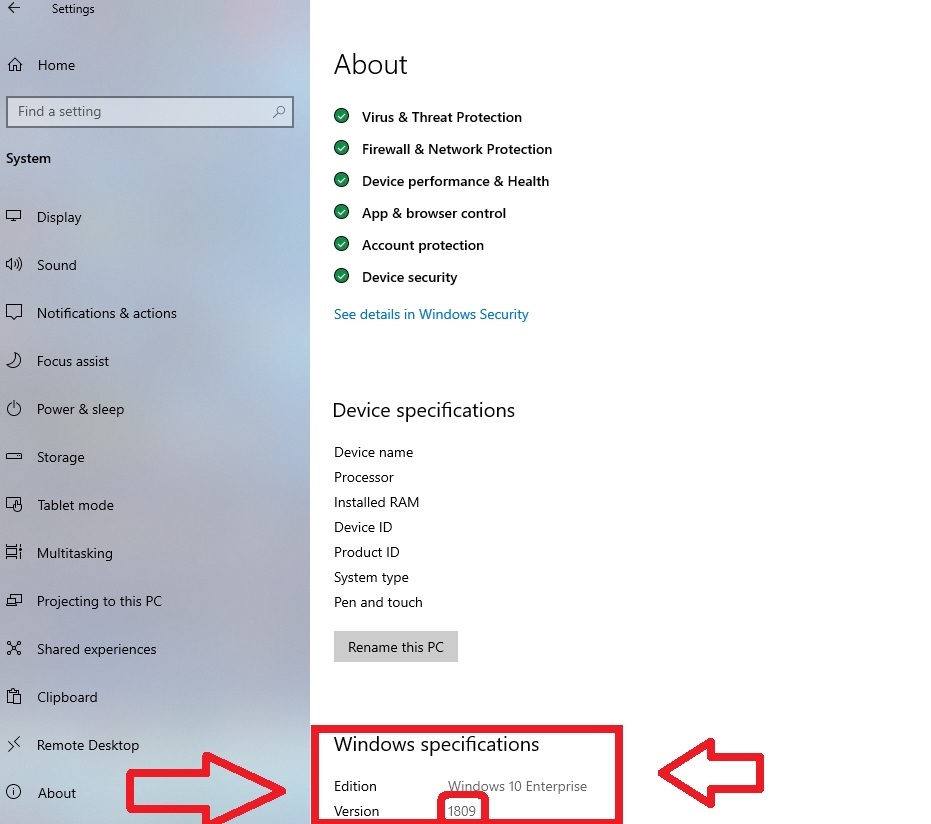 Settings
Home
Find a setting
System
Display
Sound
Notifications & actions
Focus assist
Power & sleep
Storage
Tablet mode
Multitasking
Projecting to this PC
Shared experiences
Clipboard
Remote Desktop
About
About
Virus & Threat Protection
Firewall & Network Protection
Device performance & Health
App & browser control
Account protection
Device security
See details in Windows Security
Device specifications
Device name
Processor
Installed RAM
Device ID
Product ID
System type
Pen and touch
Rename this PC
Windows specifications
Edition Windows 10 Enterprise
Version 1809